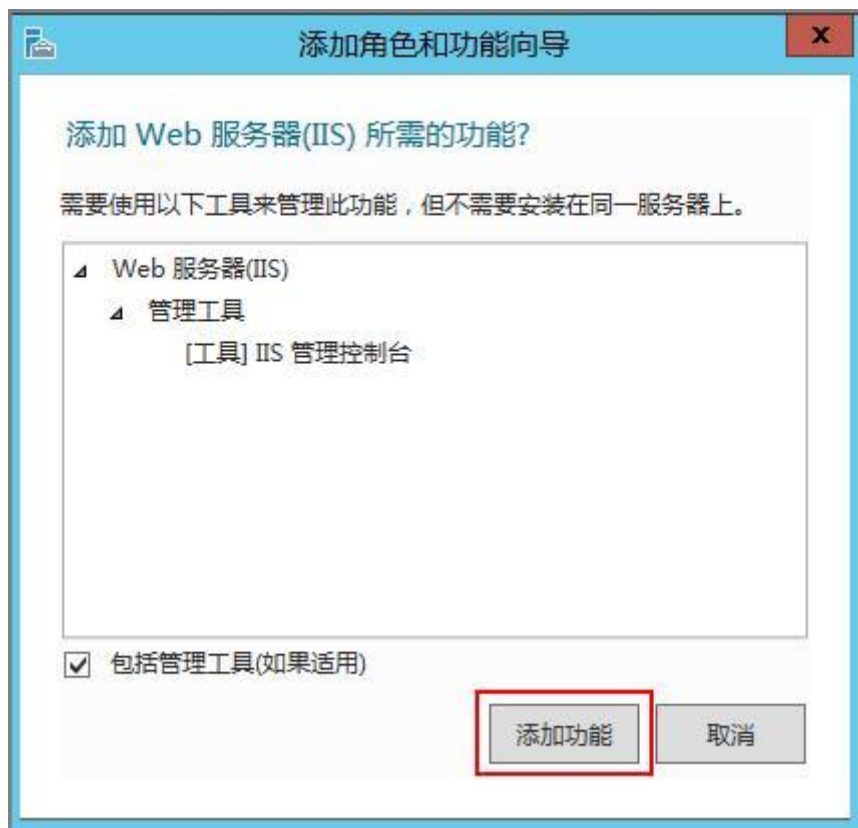 添加角色和功能向导
x
添加 Web 服务器(IIS) 所需的功能?
需要使用以下工具来管理此功能，但不需要安装在同一服务器上。
Web 服务器(IIS)
管理工具
[工具] IIS 管理控制台
包括管理工具(如果适用)
添加功能 取消